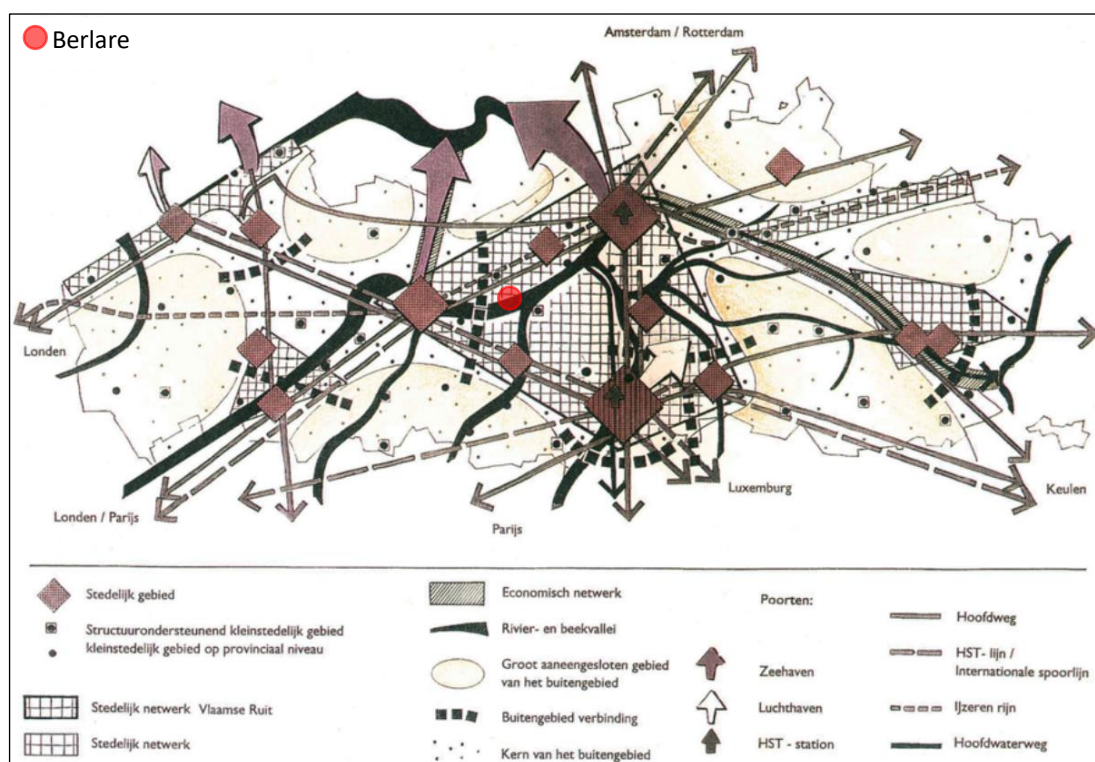 Berlare
Amsterdam / Rotterdam
Londen
Londen / Parijs
Parijs
Luxemburg
Keulen
Stedelijk gebied
Structuurondersteunend kleinstedelijk gebied
kleinstedelijk gebied op provinciaal niveau
Stedelijk netwerk Vlaamse Ruit
Stedelijk netwerk
Economisch netwerk
Rivier- en beekvallei
Groot aaneengesloten gebied
van het buitengebied
Buitengebied verbinding
Kern van het buitengebied
Poorten:
Zeehaven
Luchthaven
HST - station
Hoofdweg
HST- lijn /
Internationale spoorlijn
IJzeren rijn
Hoofdwaterweg